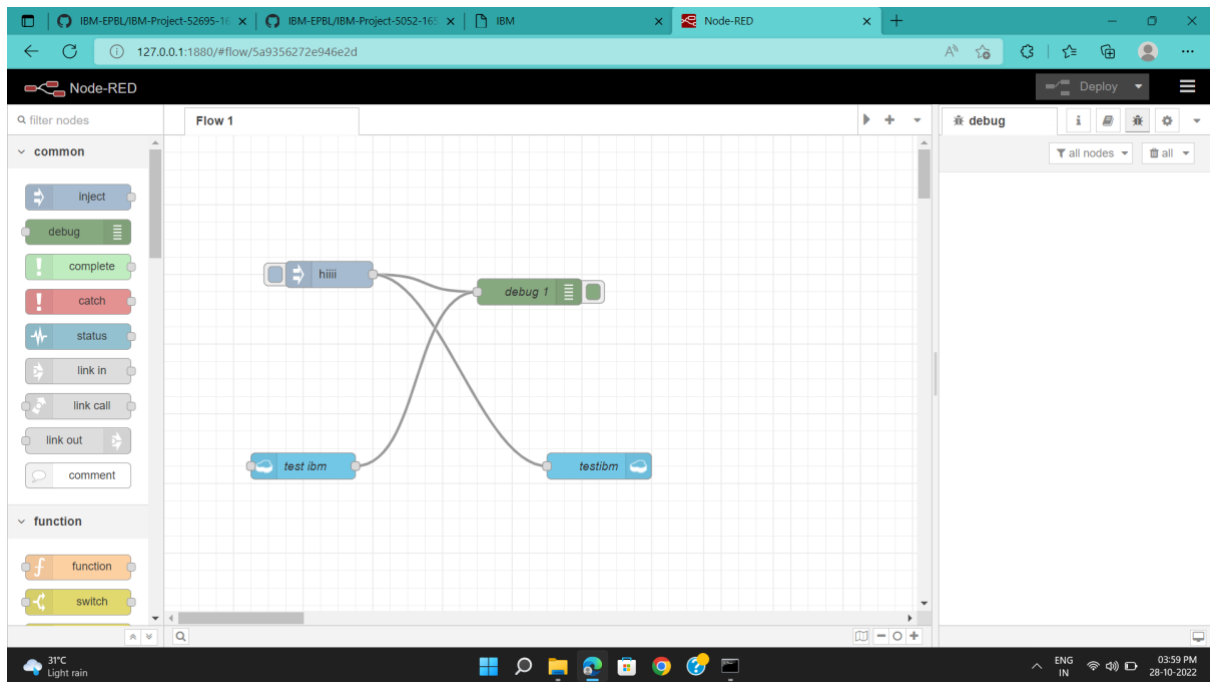 IBM-EPBL/IBM-Project-52695-16
IBM-EPBL/IBM-Project-5052-165
IBM
Node-RED
127.0.0.1:1880/#flow/5a9356272e946e2d
Node-RED
Deploy
filter nodes
Flow 1
debug
i
common
all nodes
all
inject
debug
complete
catch
status
link in
link call
link out
comment
function
function
switch
hiiii
debug 1
test ibm
testibm
31°C
Light rain
ENG
IN
03:59 PM
28-10-2022